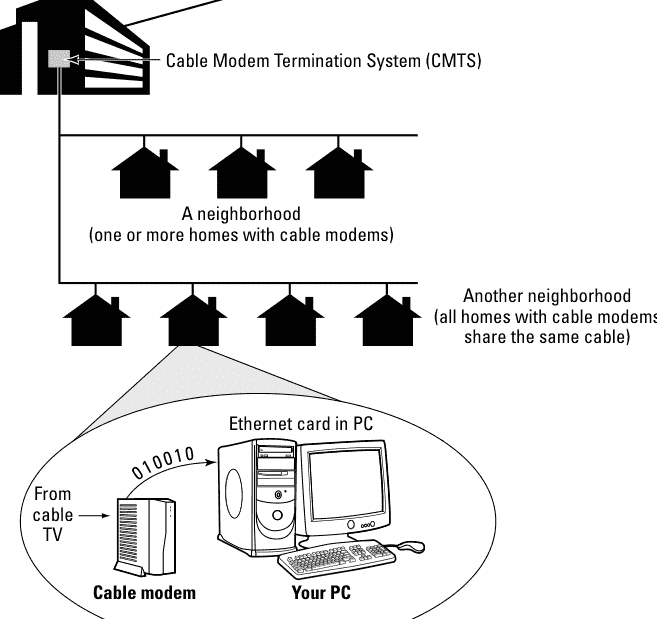 Cable Modem Termination System (CMTS)
A neighborhood
(one or more homes with cable modems)
Another neighborhood
(all homes with cable modems
share the same cable)
Ethernet card in PC
010010
From
cable
TV
Cable modem
Your PC